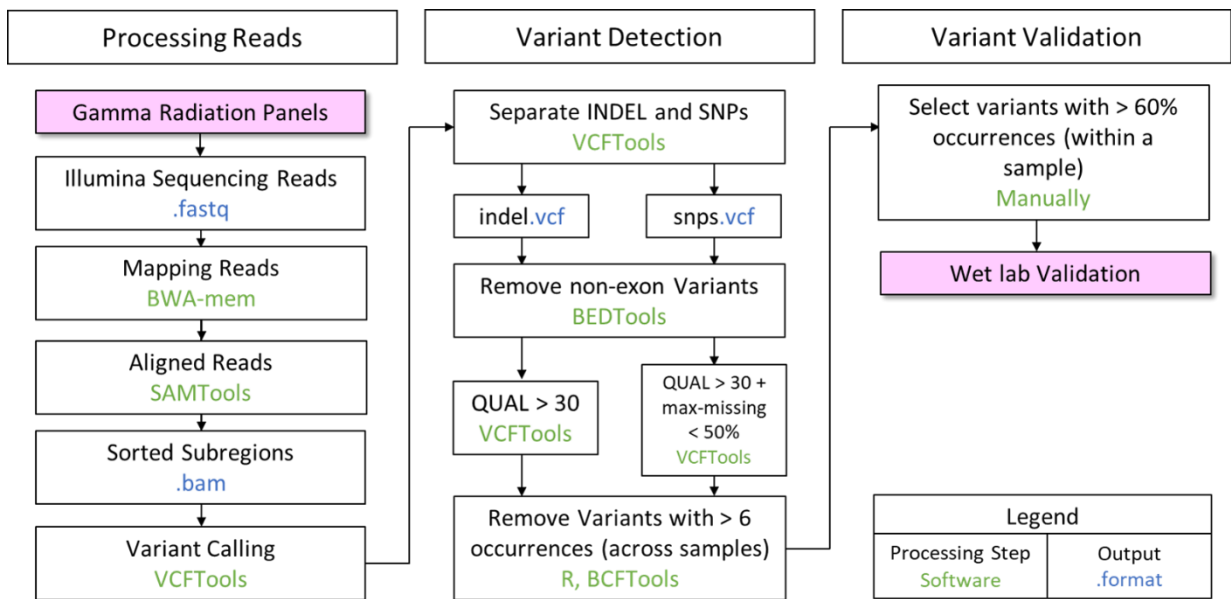 Processing Reads
Gamma Radiation Panels
Illumina Sequencing Reads
.fastq
Mapping Reads
BWA-mem
Aligned Reads
SAMTools
Sorted Subregions
.bam
Variant Calling
VCFTools
Variant Detection
Separate INDEL and SNPs
VCFTools
indel.vcf
snps.vcf
Remove non-exon Variants
BEDTools
QUAL > 30
VCFTools
QUAL > 30 +
max-missing
< 50%
VCFTools
Remove Variants with > 6
occurrences (across samples)
R, BCFTools
Variant Validation
Select variants with > 60%
occurrences (within a
sample)
Manually
Wet lab Validation
Legend
Processing Step
Software
Output
.format